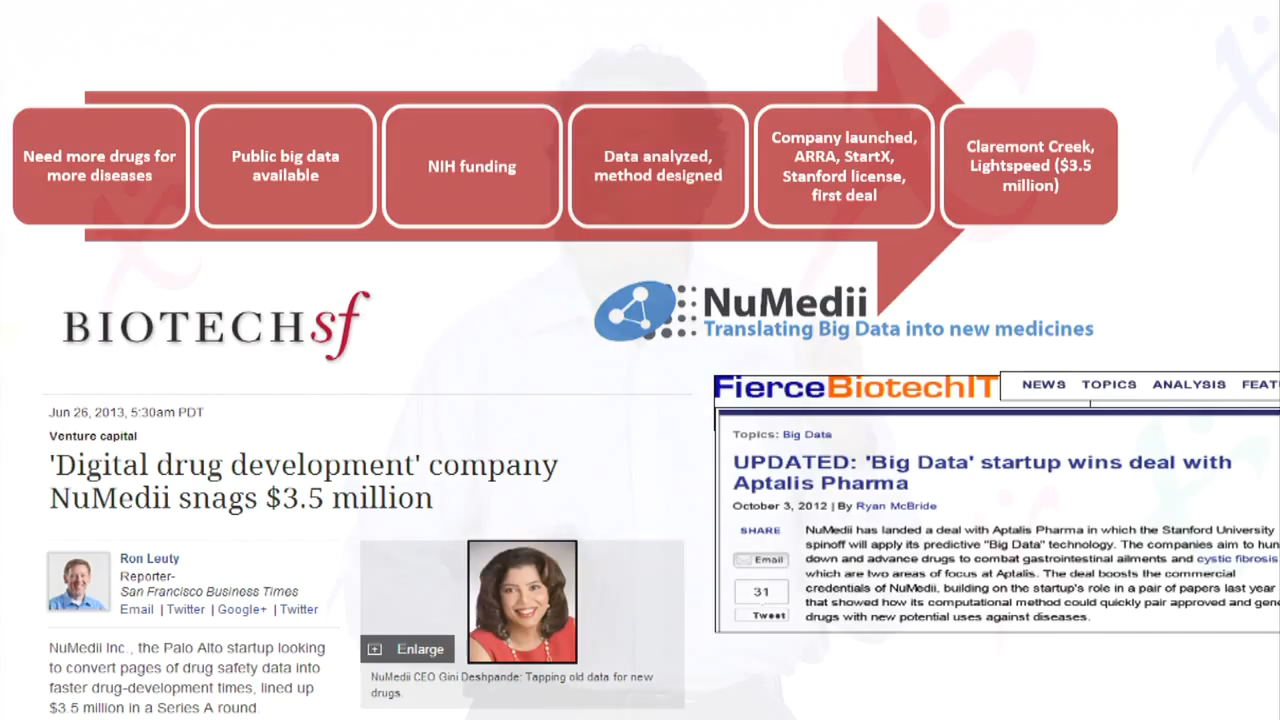 Need more drugs for
more diseases
Public big data
available
NIH funding
Data analyzed,
method designed
Company launched,
ARRA, StartX,
Stanford license,
first deal
Claremont Creek,
Lightspeed ($3.5
million)
BIOTECHsf
NuMedii
Translating Big Data into new medicines
Jun 26, 2013, 5:30am PDT
Venture capital
'Digital drug development' company
NuMedii snags $3.5 million
Ron Leuty
Reporter-
San Francisco Business Times
Email | Twitter | Google+ | Twitter
NuMedii Inc., the Palo Alto startup looking
to convert pages of drug safety data into
faster drug-development times, lined up
$3.5 million in a Series A round.
Enlarge
NuMedii CEO Gini Deshpande: Tapping old data for new
drugs.
FierceBiotechIT
NEWS TOPICS ANALYSIS FEAT
Topics: Big Data
UPDATED: 'Big Data' startup wins deal with
Aptalis Pharma
October 3, 2012 | By Ryan McBride
SHARE
Email
31
Tweet
NuMedii has landed a deal with Aptalis Pharma in which the Stanford University
spinoff will apply its predictive "Big Data" technology. The companies aim to hun
down and advance drugs to combat gastrointestinal ailments and cystic fibrosis
which are two areas of focus at Aptalis. The deal boosts the commercial
credentials of NuMedii, building on the startup's role in a pair of papers last year
that showed how its computational method could quickly pair approved and gene
drugs with new potential uses against diseases.